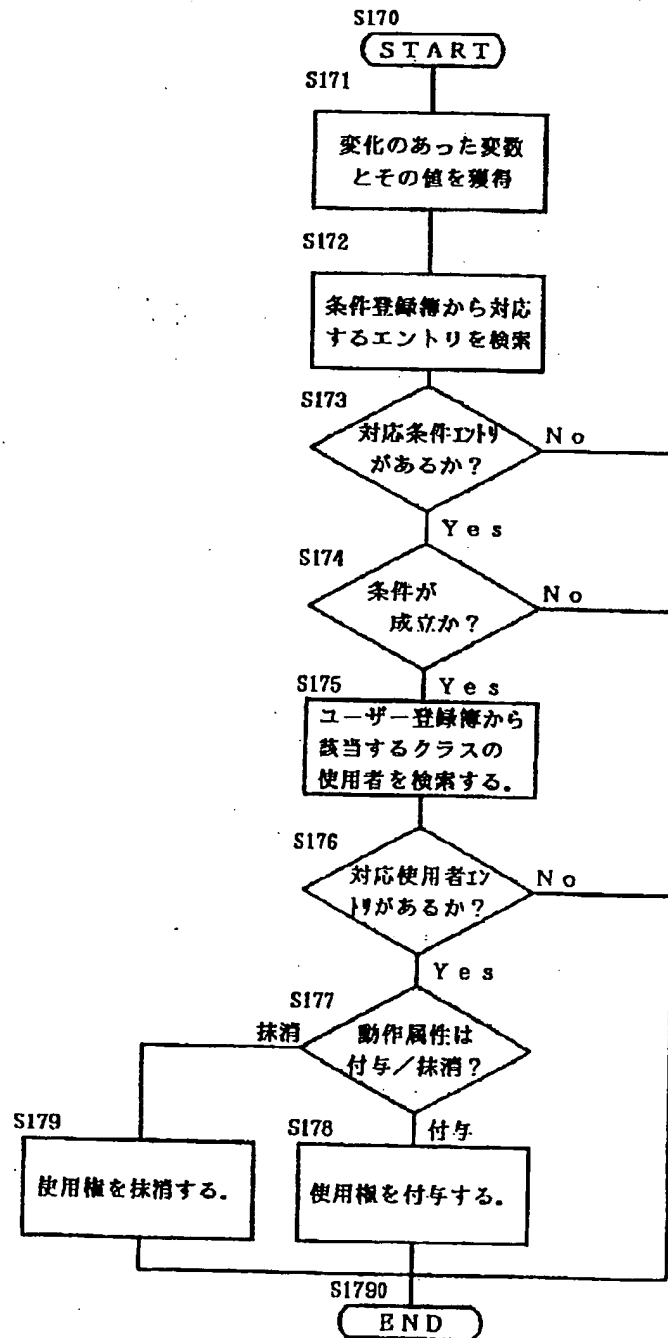 S170
START
S171
変化のあった変数
とその値を獲得
S172
条件登録簿から対応
するエントリを検索
S173
対応条件エントリ
があるか？
No
Yes
S174
条件が
成立か？
No
Yes
S175
ユーザー登録簿から
該当するクラスの
使用者を検索する。
S176
対応使用者エン
トリがあるか？
No
Yes
S177
抹消
動作属性は
付与／抹消？
付与
S179
使用権を抹消する。
S178
使用権を付与する。
S1790
END